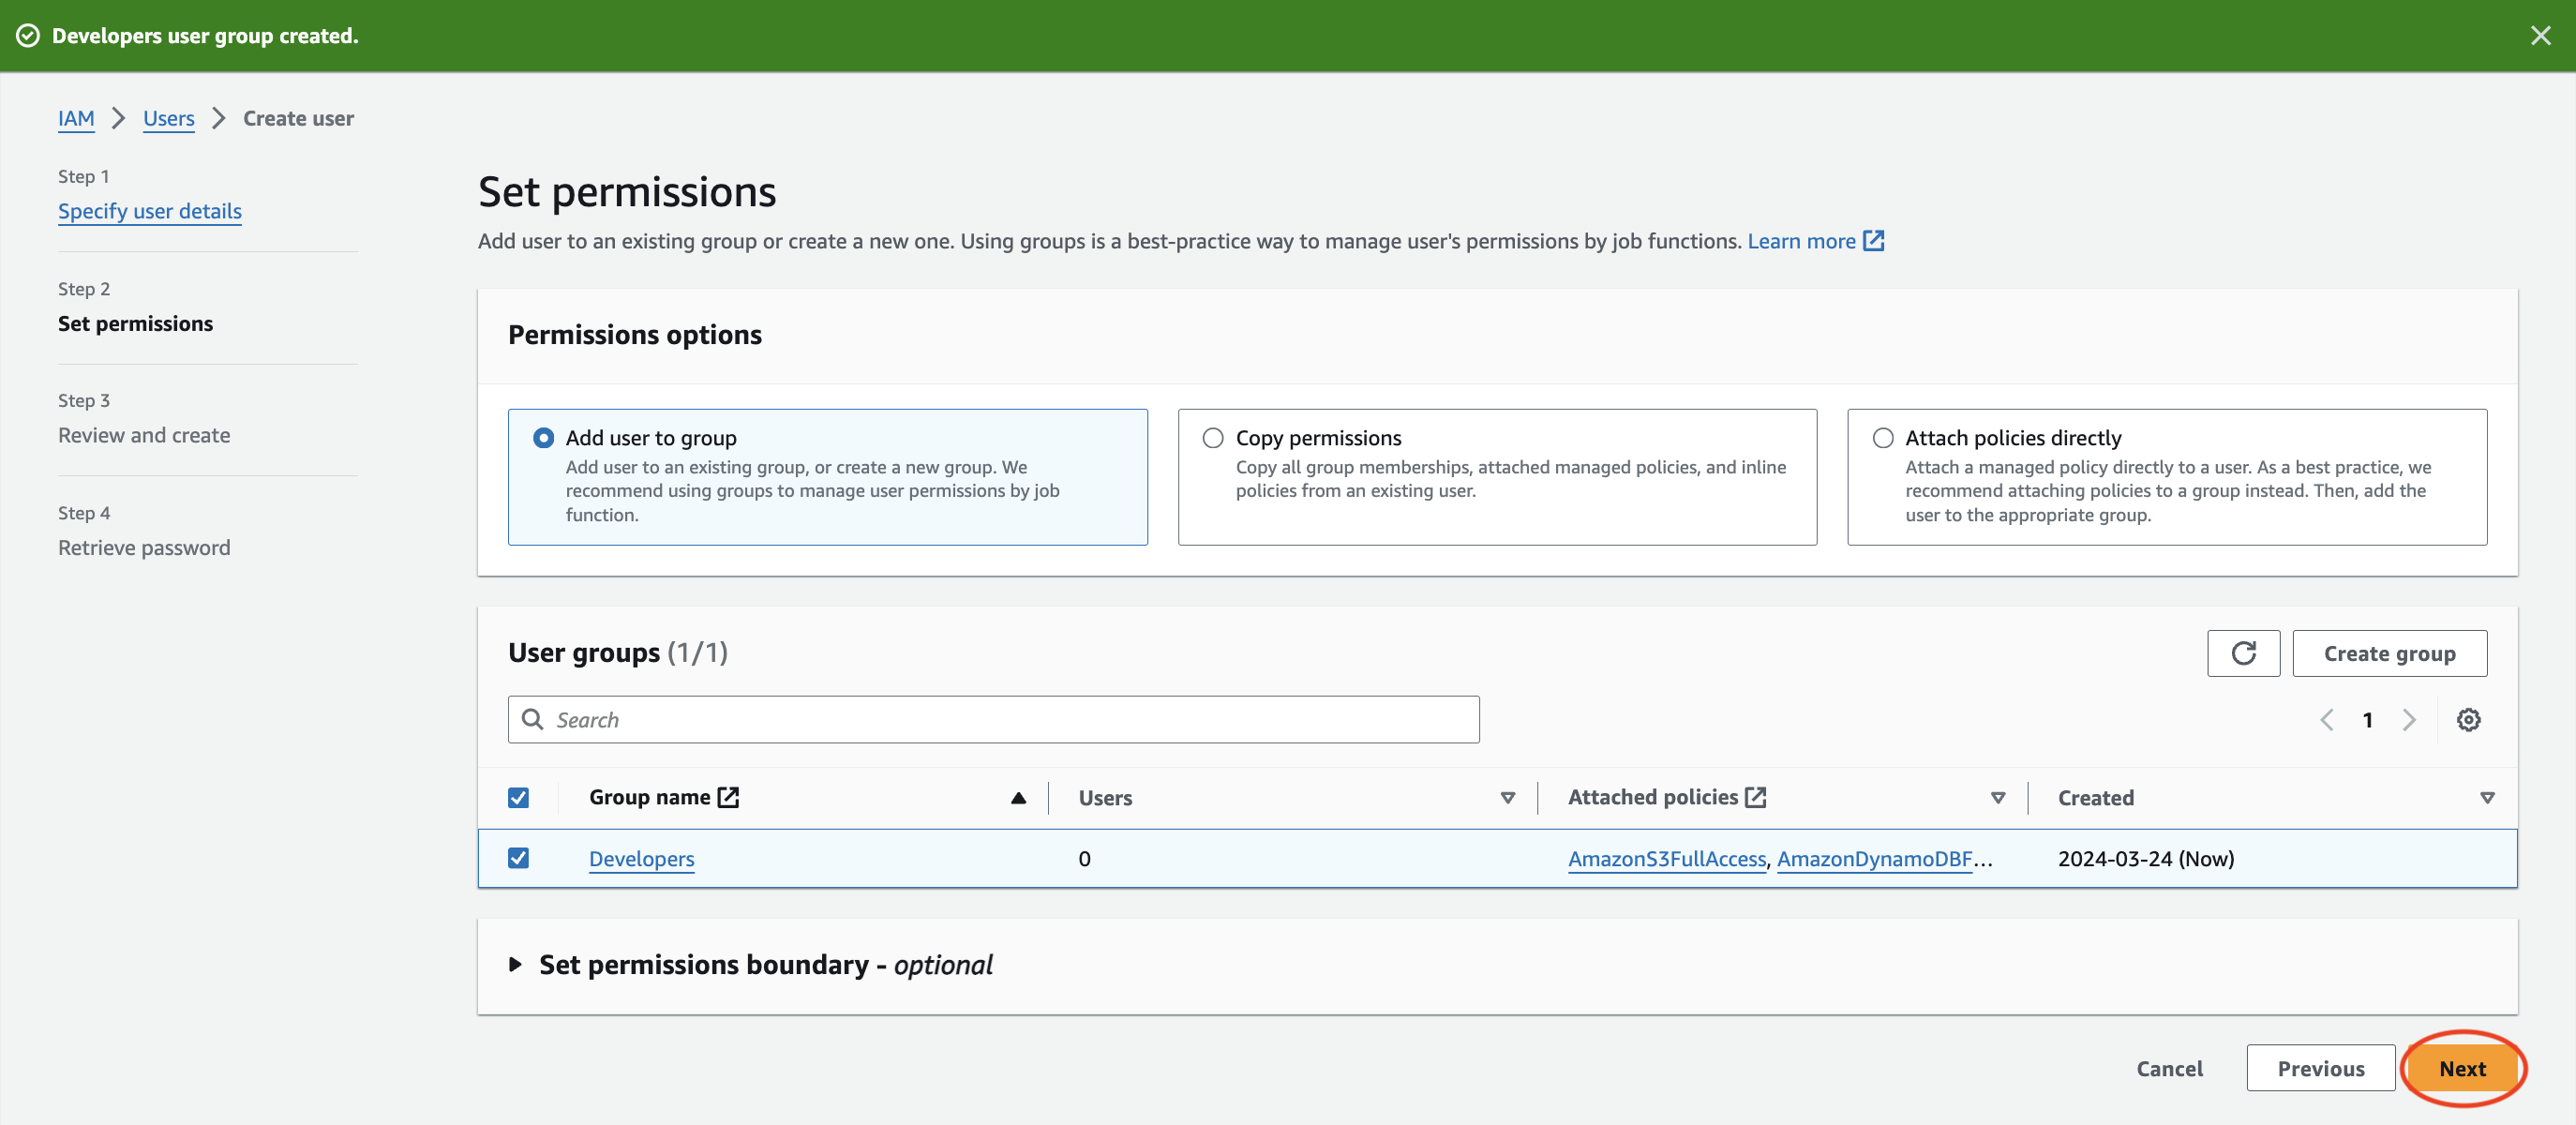 Developers user group created.
IAM > Users > Create user
Step 1
Specify user details
Step 2
Set permissions
Step 3
Review and create
Step 4
Retrieve password
Set permissions
Add user to an existing group or create a new one. Using groups is a best-practice way to manage user's permissions by job functions. Learn more
Permissions options
Add user to group
Add user to an existing group, or create a new group. We
recommend using groups to manage user permissions by job
function.
Copy permissions
Copy all group memberships, attached managed policies, and inline
policies from an existing user.
Attach policies directly
Attach a managed policy directly to a user. As a best practice, we
recommend attaching policies to a group instead. Then, add the
user to the appropriate group.
User groups (1/1)
Create group
Search
1
Group name Users Attached policies Created
Developers 0 AmazonS3FullAccess, AmazonDynamoDBF... 2024-03-24 (Now)
Set permissions boundary - optional
Cancel Previous Next